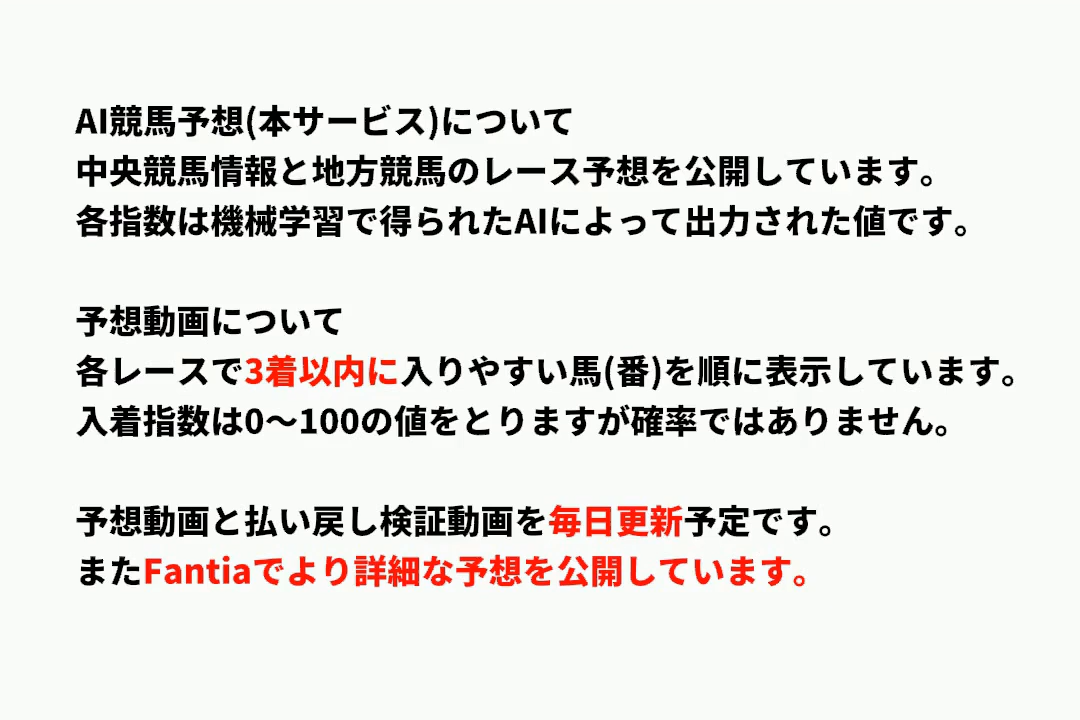 AI競馬予想(本サービス)について
中央競馬情報と地方競馬のレース予想を公開しています。
各指数は機械学習で得られたAIによって出力された値です。
予想動画について
各レースで3着以内に入りやすい馬(番)を順に表示しています。
入着指数は0～100の値をとりますが確率ではありません。
予想動画と払い戻し検証動画を毎日更新予定です。
またFantiaでより詳細な予想を公開しています。